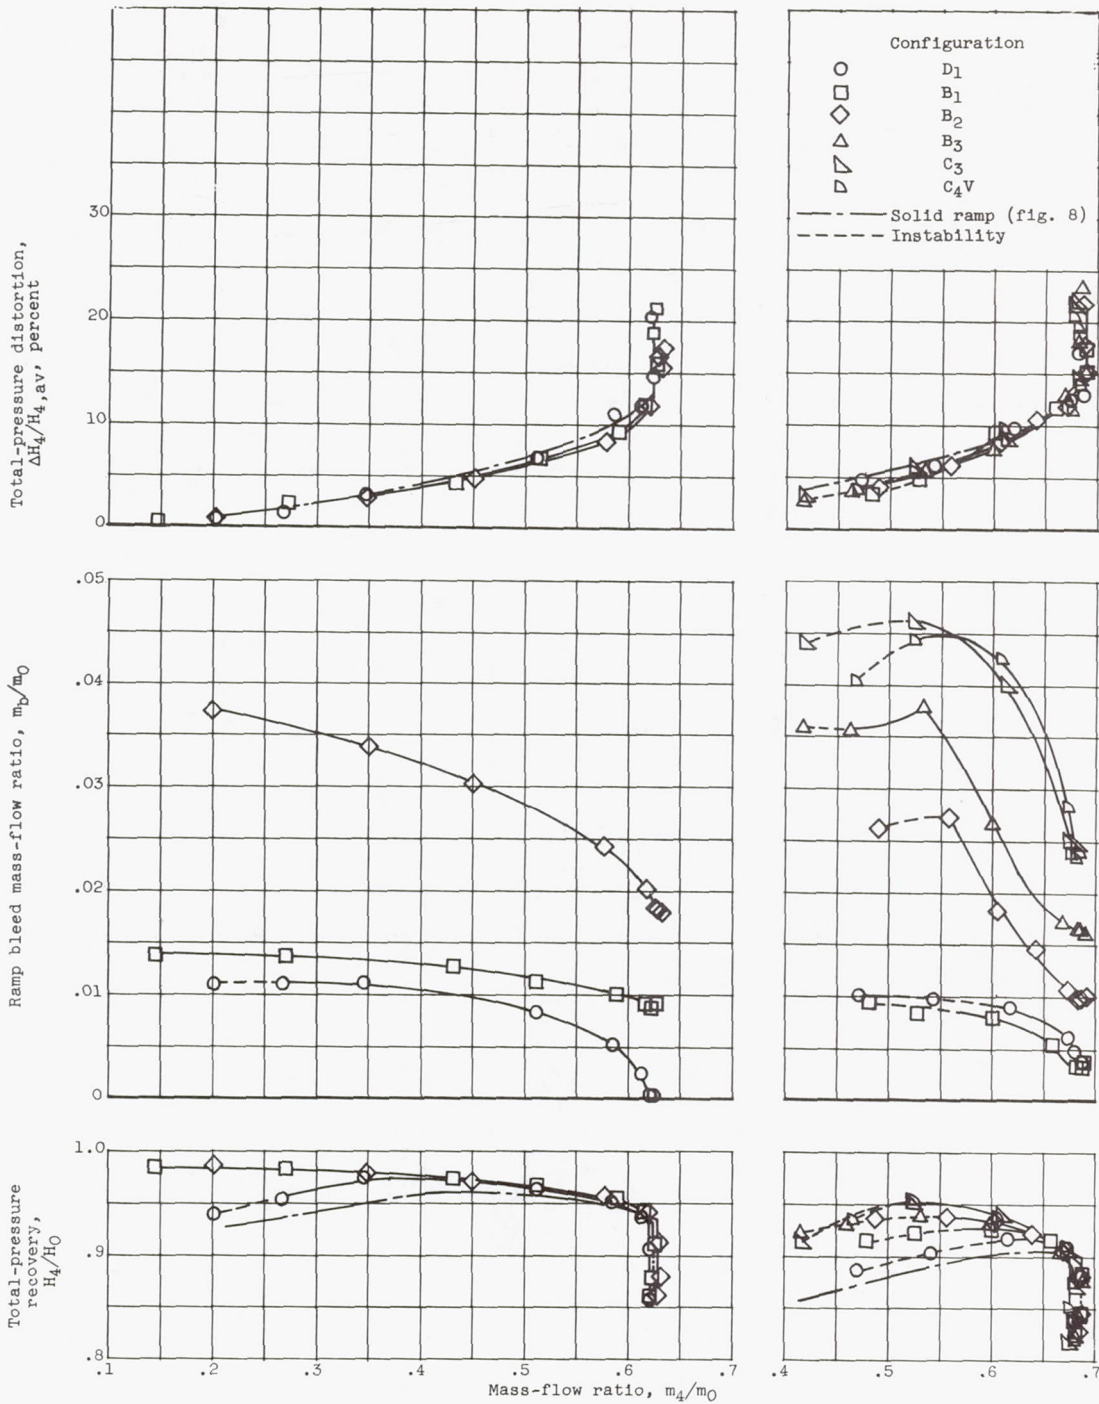 Configuration
D1
B1
B2
B3
C3
C4V
Solid ramp (fig. 8)
Instability
Total-pressure distortion,
ΔH4/H4,av, percent
30
20
10
0
Ramp bleed mass-flow ratio, mb/m0
.05
.04
.03
.02
.01
0
Total-pressure
recovery,
H4/H0
1.0
.9
.8
.1 .2 .3 .4 .5 .6 .7
.4 .5 .6 .7
Mass-flow ratio, m4/m0